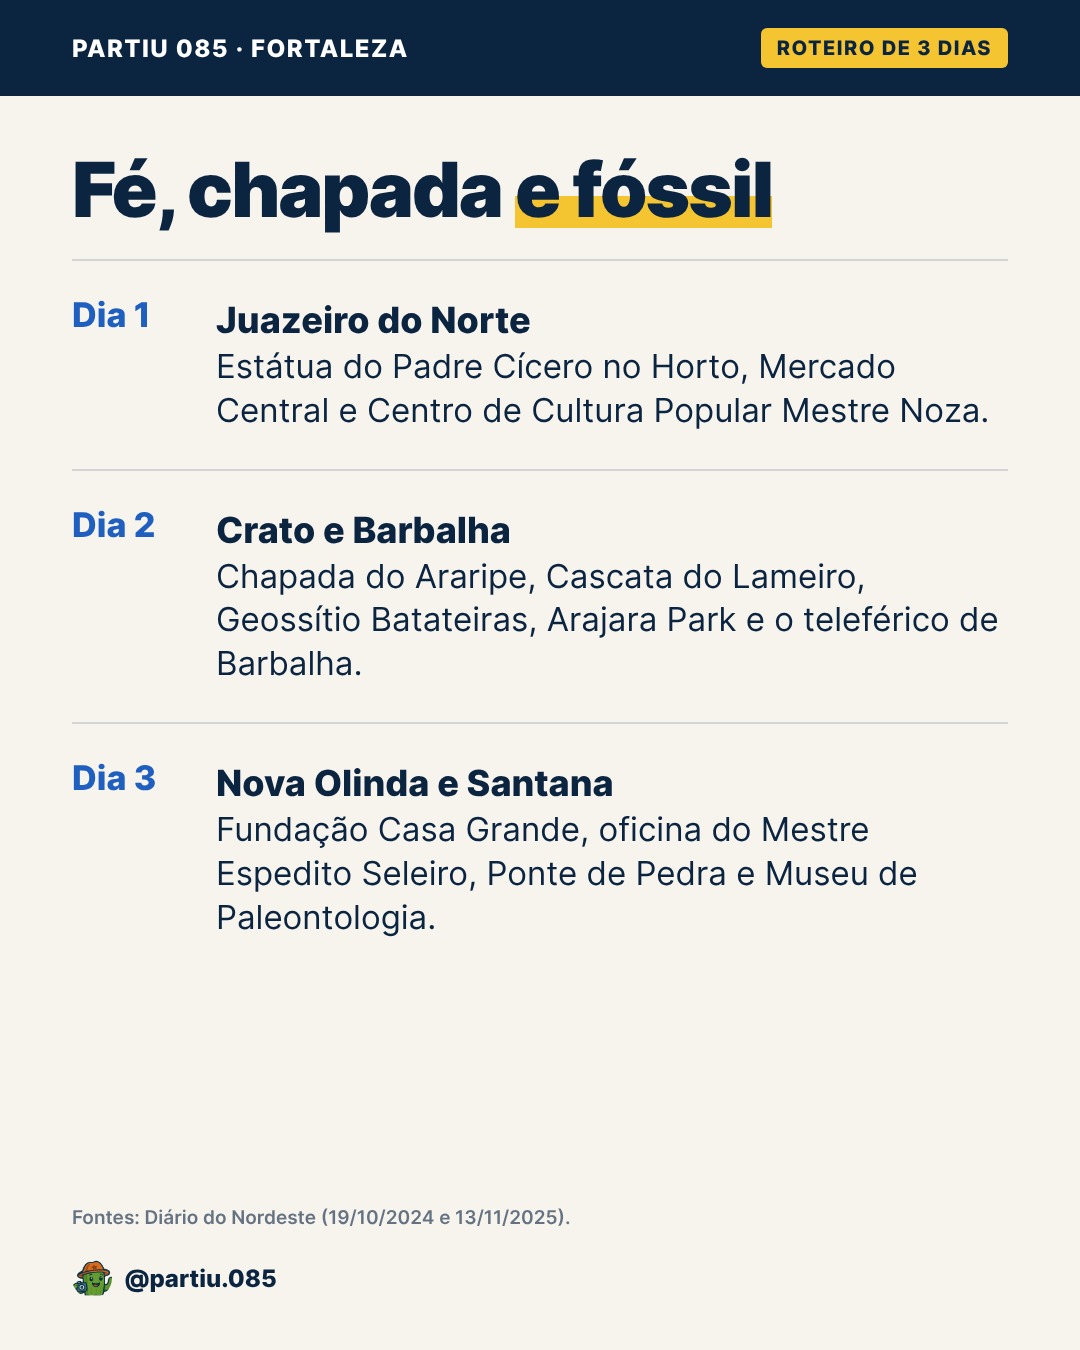 PARTIU 085 · FORTALEZA
ROTEIRO DE 3 DIAS
Fé, chapada e fóssil
Dia 1
Juazeiro do Norte
Estátua do Padre Cícero no Horto, Mercado
Central e Centro de Cultura Popular Mestre Noza.
Dia 2
Crato e Barbalha
Chapada do Araripe, Cascata do Lameiro,
Geossítio Batateiras, Arajara Park e o teleférico de
Barbalha.
Dia 3
Nova Olinda e Santana
Fundação Casa Grande, oficina do Mestre
Espedito Seleiro, Ponte de Pedra e Museu de
Paleontologia.
Fontes: Diário do Nordeste (19/10/2024 e 13/11/2025).
@partiu.085